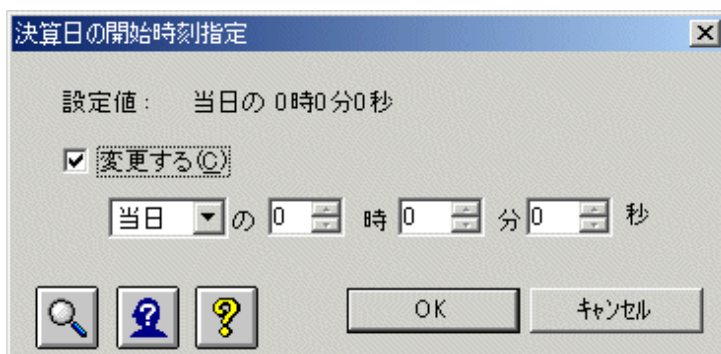 決算日の開始時刻指定
設定値： 当日の 0時0分0秒
変更する(C)
当日 の 0 時 0 分 0 秒
OK キャンセル